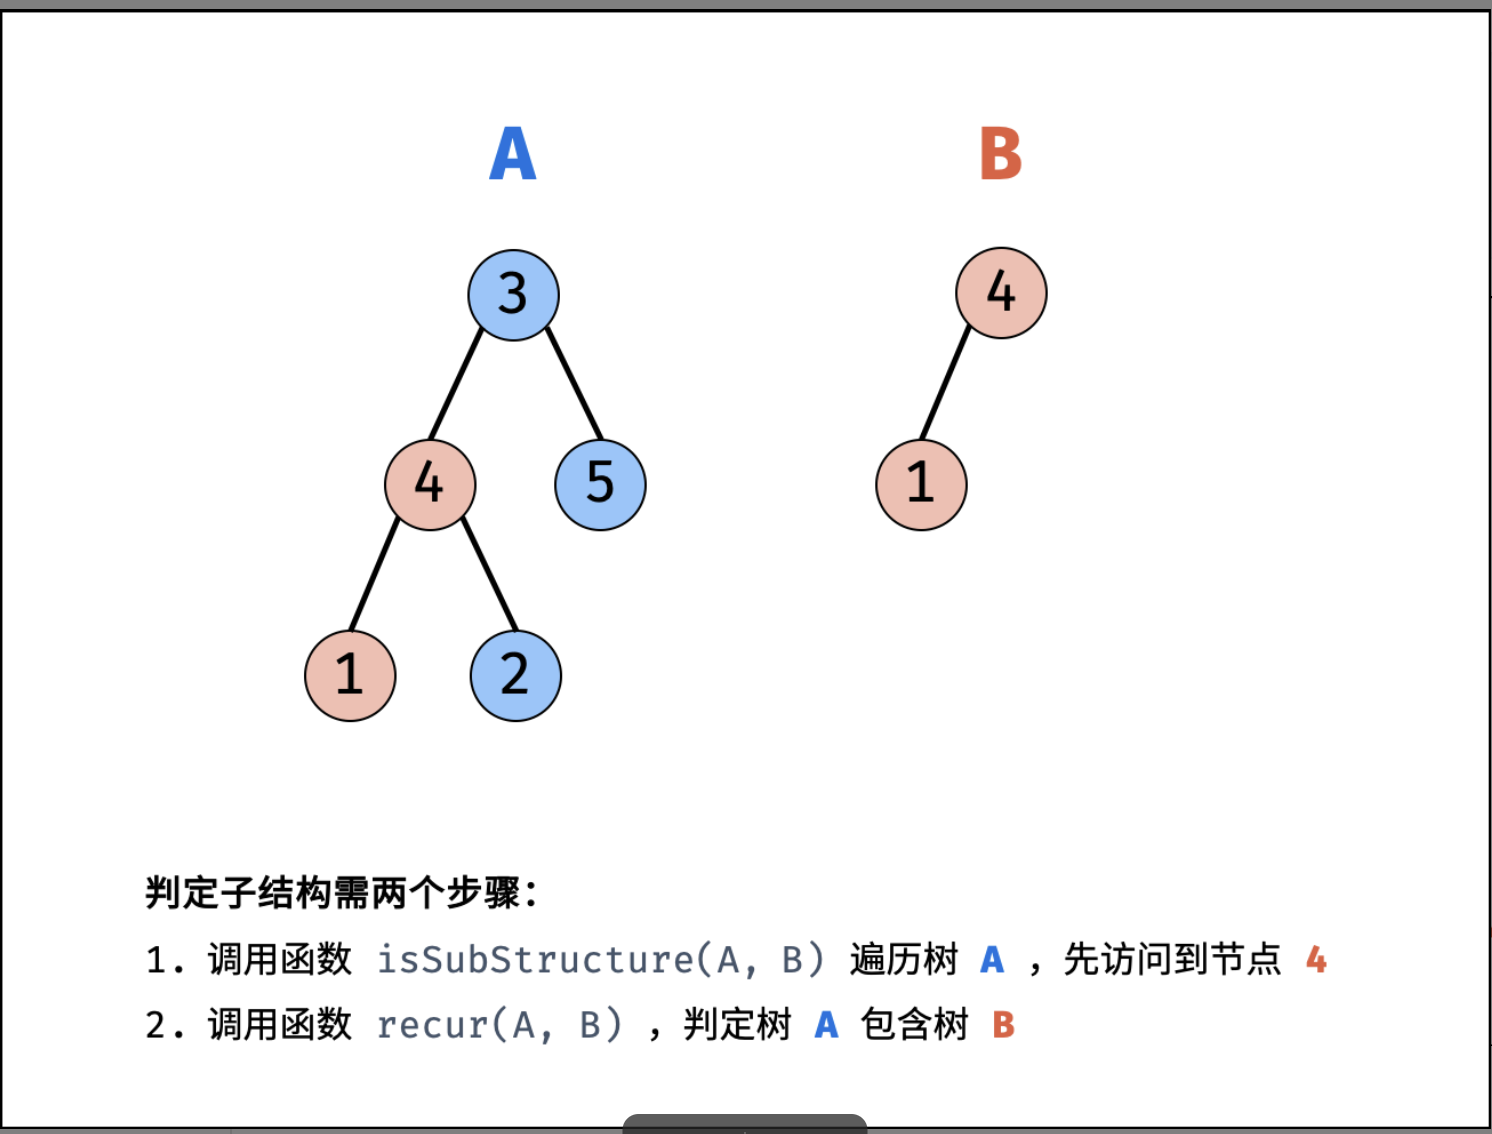 A B
3 4
4 5 1
1 2
判定子结构需两个步骤：
1. 调用函数 isSubStructure(A, B) 遍历树 A ，先访问到节点 4
2. 调用函数 recur(A, B) ，判定树 A 包含树 B